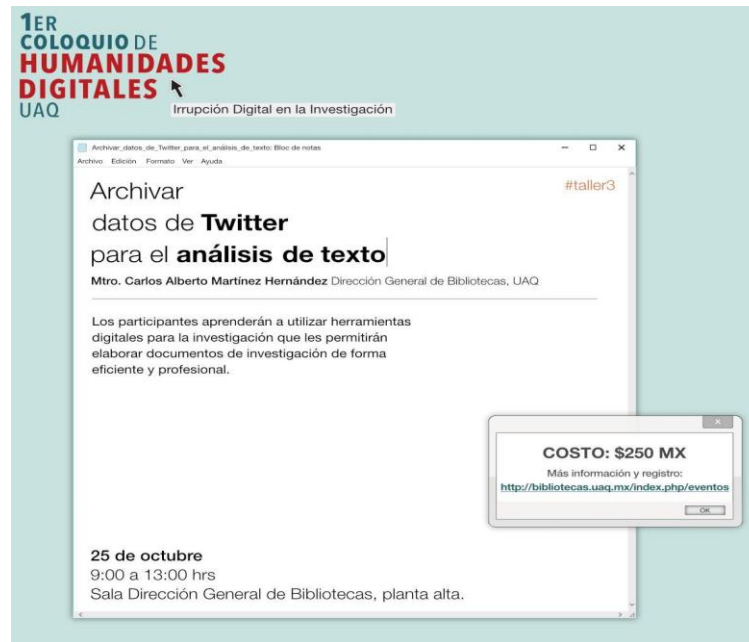 1ER
COLOQUIO DE
HUMANIDADES
DIGITALES
UAQ
Irrupción Digital en la Investigación
Archivar_datos_de_Twitter_para_el_análisis_de_texto: Bloc de notas
Archivo Edición Formato Ver Ayuda
#taller3
Archivar
datos de Twitter
para el análisis de texto
Mtro. Carlos Alberto Martínez Hernández Dirección General de Bibliotecas, UAQ
Los participantes aprenderán a utilizar herramientas
digitales para la investigación que les permitirán
elaborar documentos de investigación de forma
eficiente y profesional.
COSTO: $250 MX
Más información y registro:
http://bibliotecas.uaq.mx/index.php/eventos
OK
25 de octubre
9:00 a 13:00 hrs
Sala Dirección General de Bibliotecas, planta alta.